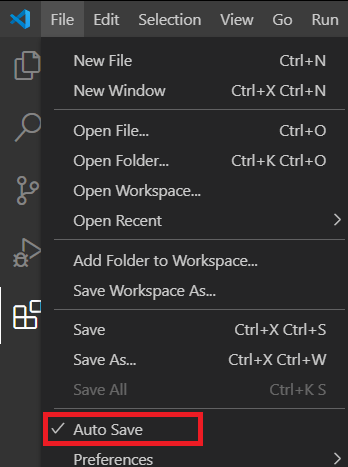 File Edit Selection View Go Run
New File Ctrl+N
New Window Ctrl+X Ctrl+N
Open File... Ctrl+O
Open Folder... Ctrl+K Ctrl+O
Open Workspace...
Open Recent
Add Folder to Workspace...
Save Workspace As...
Save Ctrl+X Ctrl+S
Save As... Ctrl+X Ctrl+W
Save All Ctrl+K S
Auto Save
Preferences